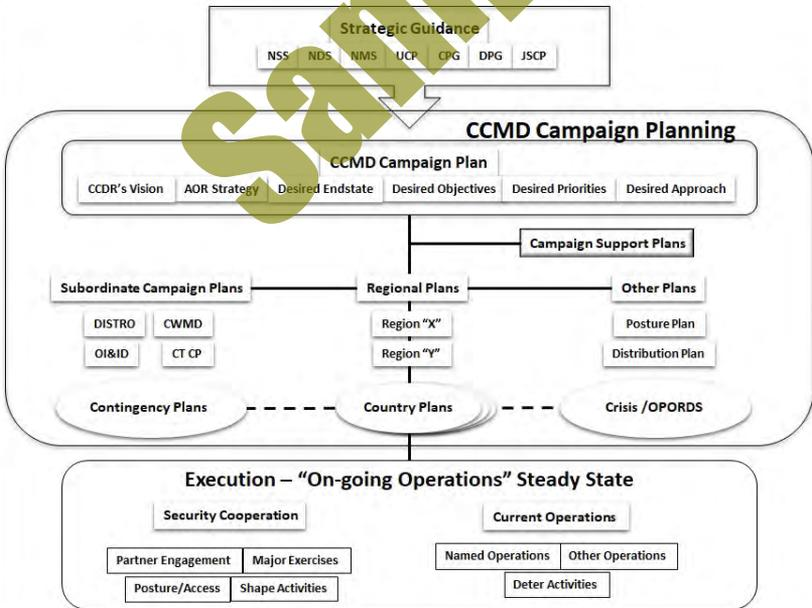 Strategic Guidance
NSS NDS NMS UCP CPG DPG JSCP
CCMD Campaign Planning
CCMD Campaign Plan
CCDR's Vision AOR Strategy Desired Endstate Desired Objectives Desired Priorities Desired Approach
Campaign Support Plans
Subordinate Campaign Plans Regional Plans Other Plans
DISTRO CWMD Region "X" Posture Plan
OI&ID CT CP Region "Y" Distribution Plan
Contingency Plans Country Plans Crisis /OPORDS
Execution – "On-going Operations" Steady State
Security Cooperation Current Operations
Partner Engagement Major Exercises Named Operations Other Operations
Posture/Access Shape Activities Deter Activities